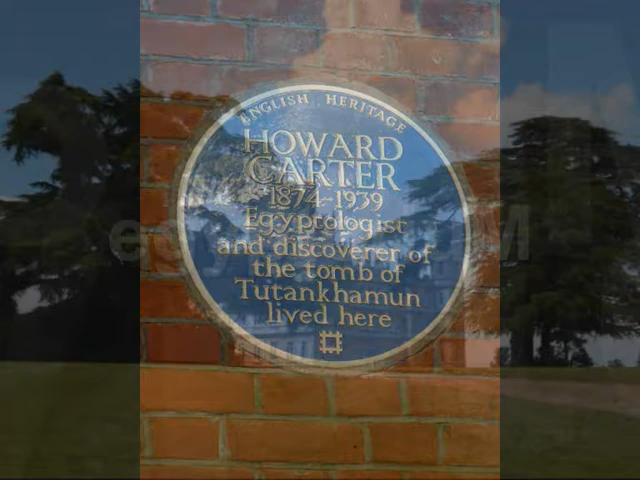 ENGLISH HERITAGE
HOWARD
CARTER
1874-1939
Egyptologist
and discoverer of
the tomb of
Tutankhamun
lived here